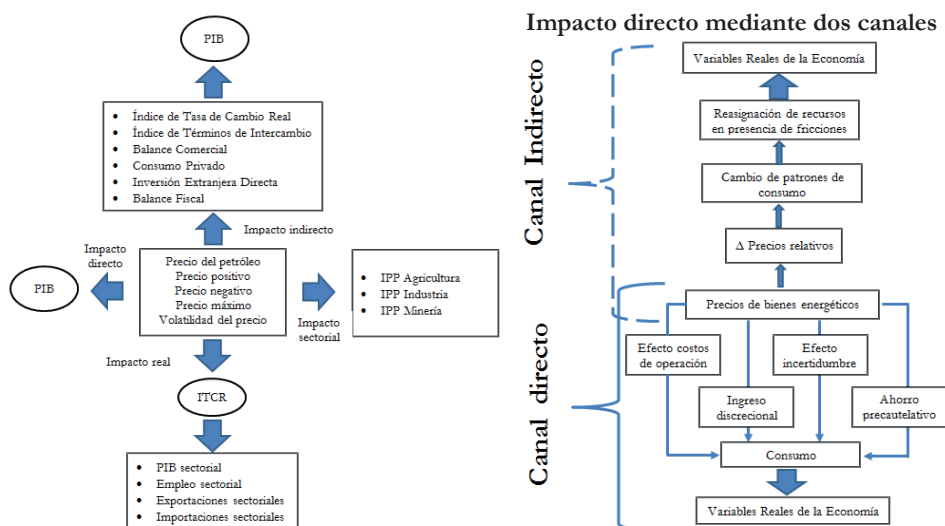 PIB
Índice de Tasa de Cambio Real
Índice de Términos de Intercambio
Balance Comercial
Consumo Privado
Inversión Extranjera Directa
Balance Fiscal
Impacto indirecto
Impacto
directo
PIB
Precio del petróleo
Precio positivo
Precio negativo
Precio máximo
Volatilidad del precio
Impacto
sectorial
IPP Agricultura
IPP Industria
IPP Minería
Impacto real
ITCR
PIB sectorial
Empleo sectorial
Exportaciones sectoriales
Importaciones sectoriales
Impacto directo mediante dos canales
Canal Indirecto
Variables Reales de la Economía
Reasignación de recursos
en presencia de fricciones
Cambio de patrones de
consumo
Δ Precios relativos
Canal directo
Precios de bienes energéticos
Efecto costos
de operación
Efecto
incertidumbre
Ingreso
discrecional
Ahorro
precautelativo
Consumo
Variables Reales de la Economía